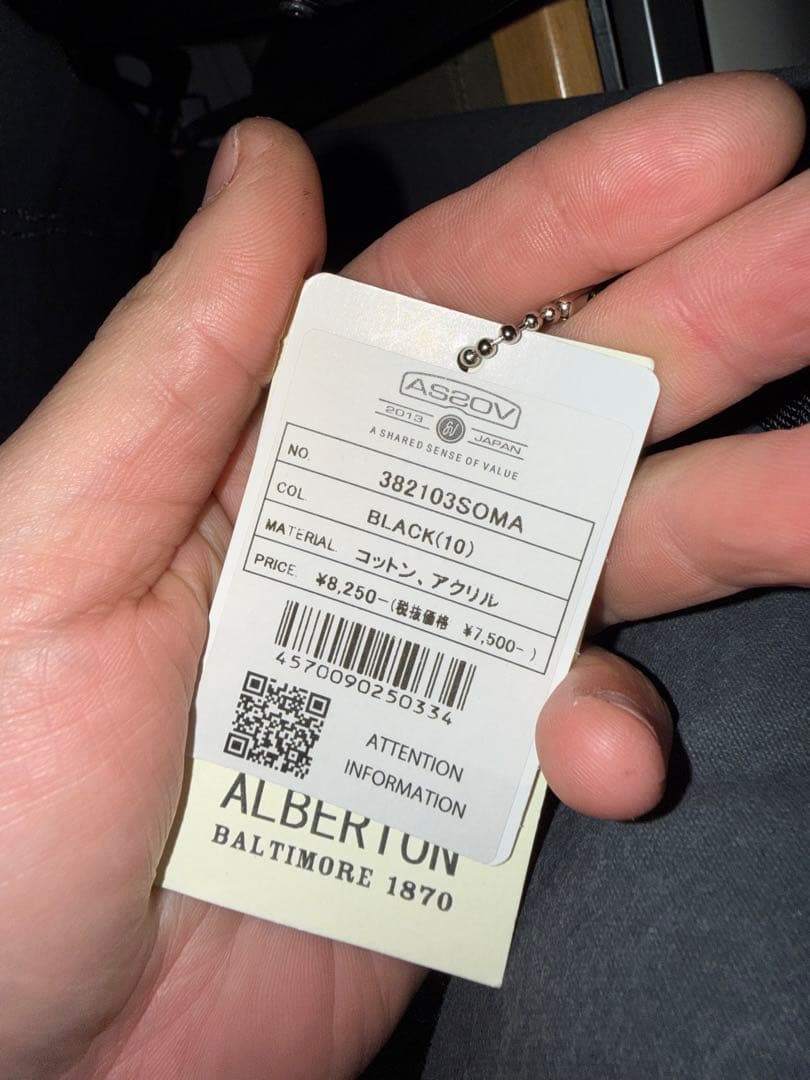 ASSOV
2013 JAPAN
A SHARED SENSE OF VALUE
NO. 382103SOMA
COL. BLACK(10)
MATERIAL. コットン、アクリル
PRICE. ¥8,250-(税抜価格 ¥7,500-)
4570090250334
ATTENTION
INFORMATION
ALBERTON
BALTIMORE 1870